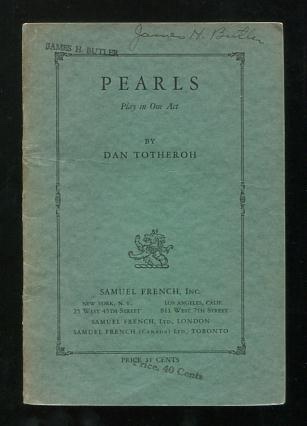 James H. Butler
JAMES H. BUTLER
PEARLS
Play in One Act
BY
DAN TOTHEROH
SAMUEL FRENCH, INC.
NEW YORK, N. Y. LOS ANGELES, CALIF.
25 WEST 45TH STREET 811 WEST 7TH STREET
SAMUEL FRENCH, LTD., LONDON
SAMUEL FRENCH (Canada) LTD., TORONTO
PRICE CENTS
Price, 40 Cents